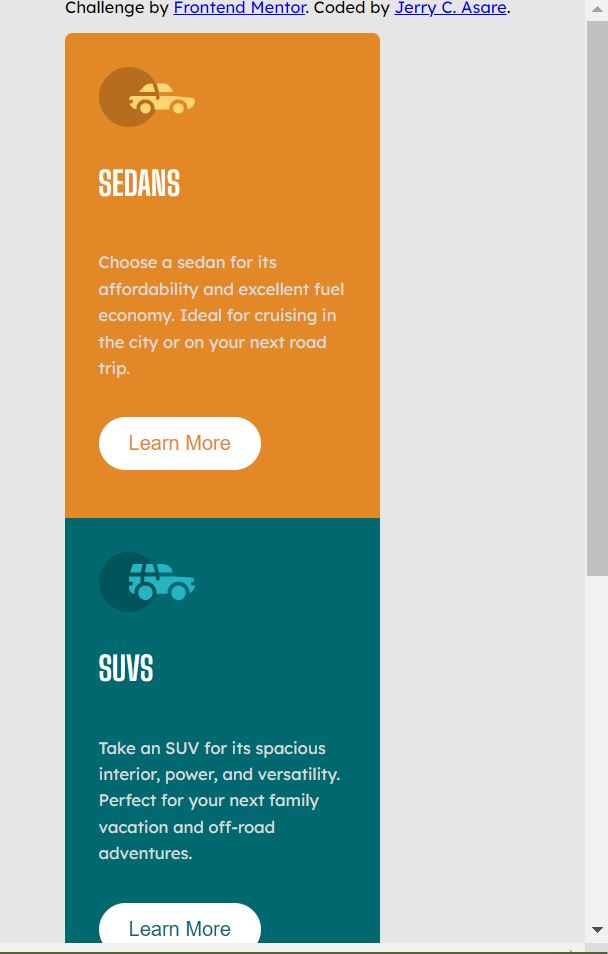 Challenge by Frontend Mentor. Coded by Jerry C. Asare.
SEDANS
Choose a sedan for its
affordability and excellent fuel
economy. Ideal for cruising in
the city or on your next road
trip.
Learn More
SUVS
Take an SUV for its spacious
interior, power, and versatility.
Perfect for your next family
vacation and off-road
adventures.
Learn More